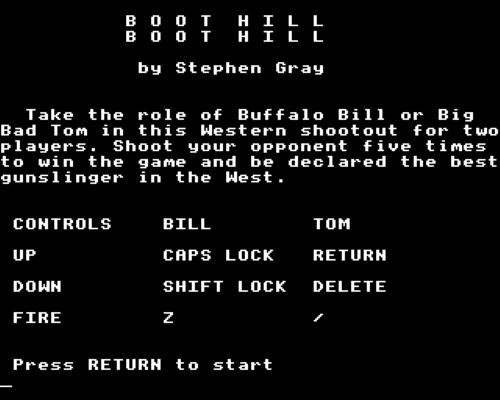 B O O T H I L L
B O O T H I L L
by Stephen Gray
Take the role of Buffalo Bill or Big
Bad Tom in this Western shootout for two
players. Shoot your opponent five times
to win the game and be declared the best
gunslinger in the West.
CONTROLS BILL TOM
UP CAPS LOCK RETURN
DOWN SHIFT LOCK DELETE
FIRE Z /
Press RETURN to start